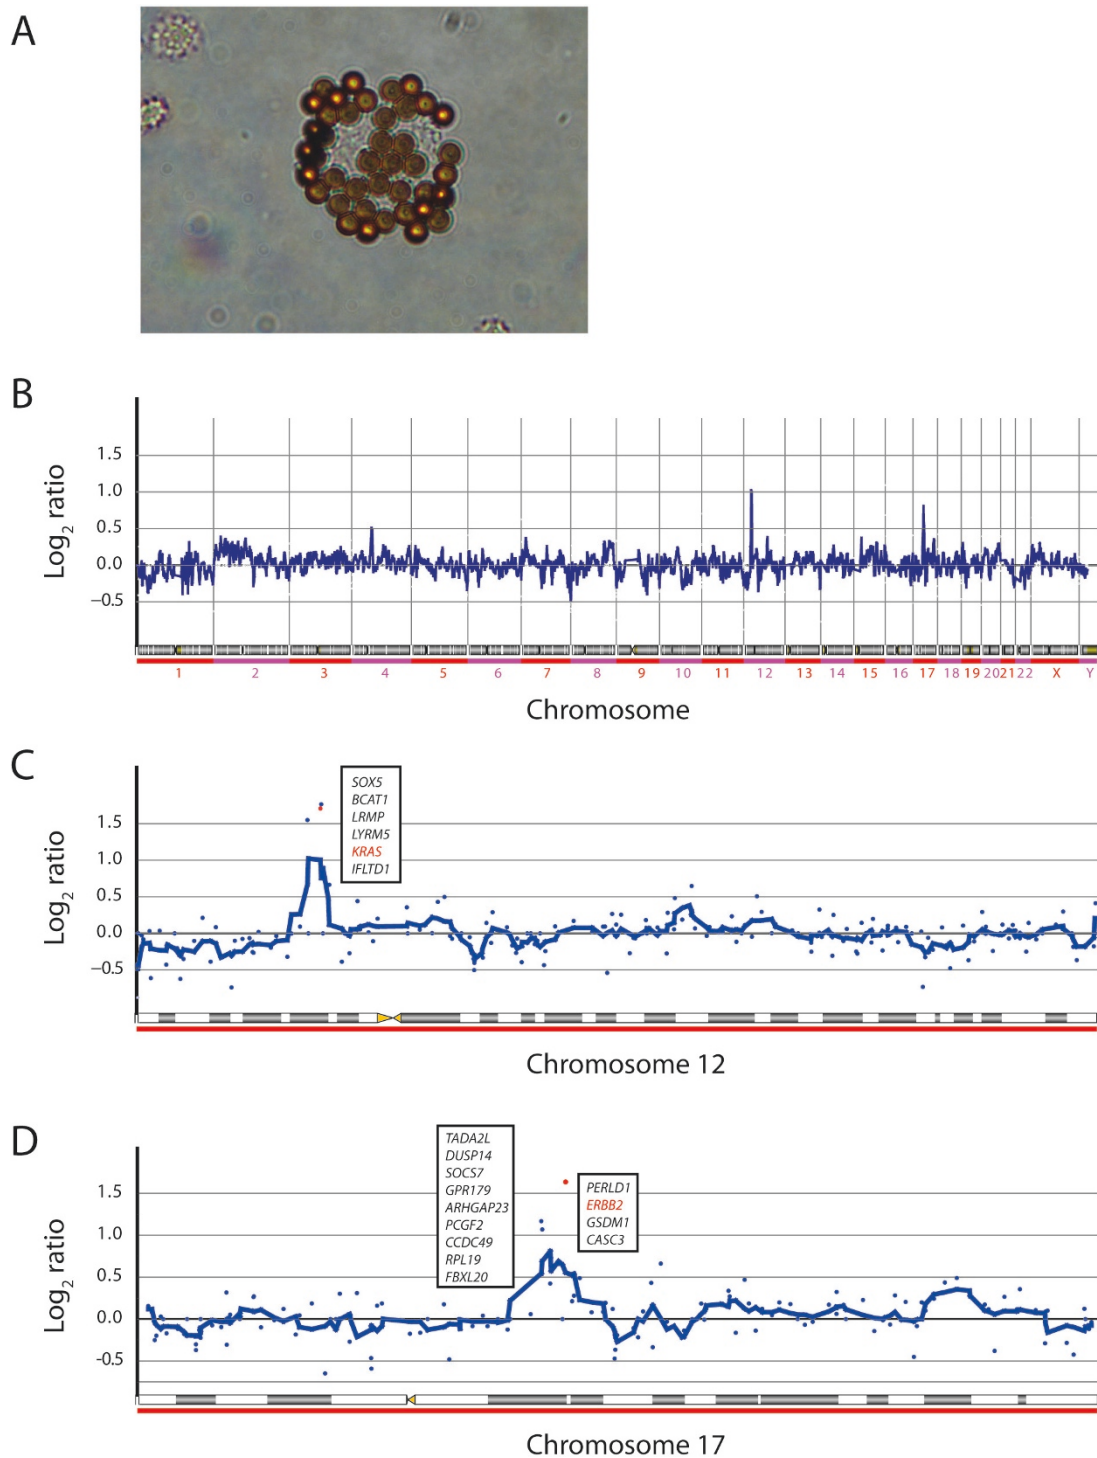 A
B
Log2 ratio
1.5
1.0
0.5
0.0
−0.5
1 2 3 4 5 6 7 8 9 10 11 12 13 14 15 16 17 18 19 20 21 22 X Y
Chromosome
C
Log2 ratio
1.5
1.0
0.5
0.0
−0.5
SOX5
BCAT1
LRMP
LYRM5
KRAS
IFLTD1
Chromosome 12
D
Log2 ratio
1.5
1.0
0.5
0.0
-0.5
TADA2L
DUSP14
SOCS7
GPR179
ARHGAP23
PCGF2
CCDC49
RPL19
FBXL20
PERLD1
ERBB2
GSDM1
CASC3
Chromosome 17